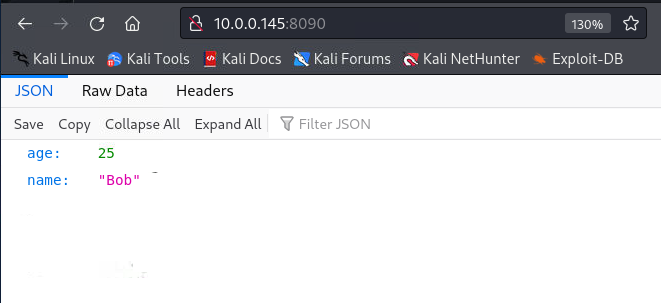 10.0.0.145:8090 130%
Kali Linux Kali Tools Kali Docs Kali Forums Kali NetHunter Exploit-DB
JSON Raw Data Headers
Save Copy Collapse All Expand All Filter JSON
age: 25
name: "Bob"